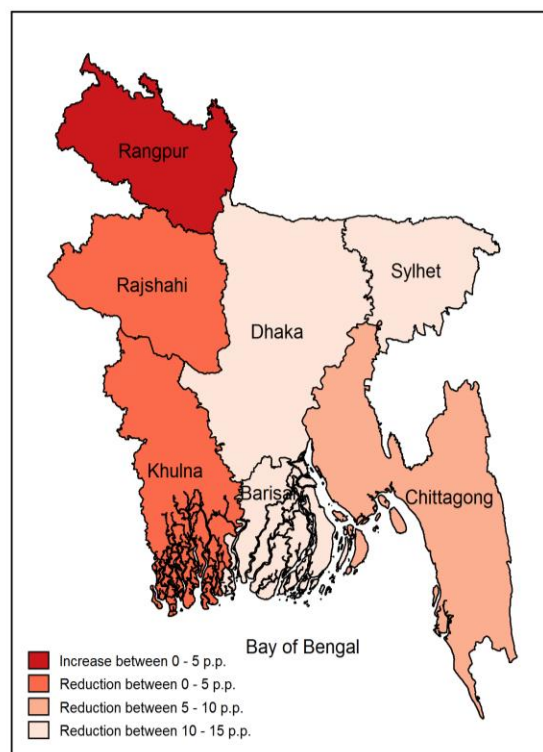 Rangpur
Rajshahi
Sylhet
Dhaka
Khulna
Barisal
Chittagong
Bay of Bengal
Increase between 0 - 5 p.p.
Reduction between 0 - 5 p.p.
Reduction between 5 - 10 p.p.
Reduction between 10 - 15 p.p.